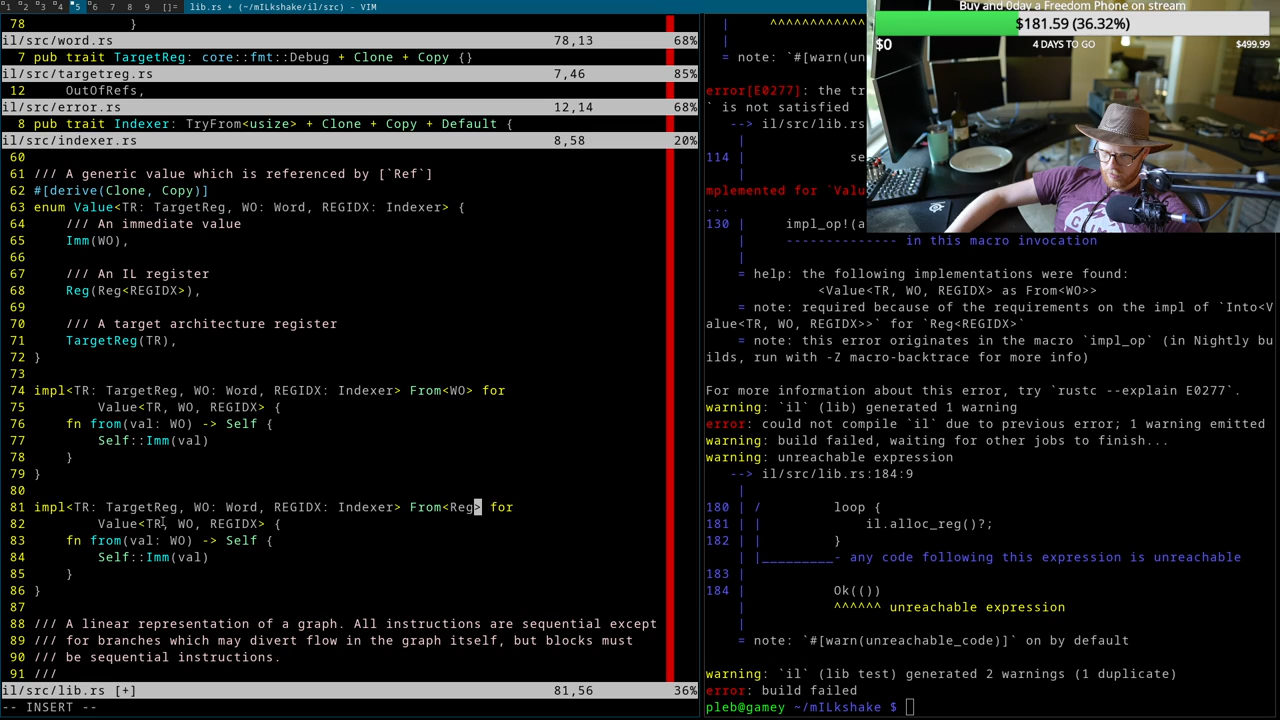 1 2 3 4 5 6 7 8 9 []= lib.rs + (~/mILkshake/il/src) - VIM
78 }
il/src/word.rs 78,13 68%
7 pub trait TargetReg: core::fmt::Debug + Clone + Copy {}
il/src/targetreg.rs 7,46 85%
12 OutOfRefs,
il/src/error.rs 12,14 68%
8 pub trait Indexer: TryFrom<usize> + Clone + Copy + Default {
il/src/indexer.rs 8,58 20%
60
61 /// A generic value which is referenced by [`Ref`]
62 #[derive(Clone, Copy)]
63 enum Value<TR: TargetReg, WO: Word, REGIDX: Indexer> {
64 /// An immediate value
65 Imm(WO),
66
67 /// An IL register
68 Reg(Reg<REGIDX>),
69
70 /// A target architecture register
71 TargetReg(TR),
72 }
73
74 impl<TR: TargetReg, WO: Word, REGIDX: Indexer> From<WO> for
75 Value<TR, WO, REGIDX> {
76 fn from(val: WO) -> Self {
77 Self::Imm(val)
78 }
79 }
80
81 impl<TR: TargetReg, WO: Word, REGIDX: Indexer> From<Reg> for
82 Value<TR, WO, REGIDX> {
83 fn from(val: WO) -> Self {
84 Self::Imm(val)
85 }
86 }
87
88 /// A linear representation of a graph. All instructions are sequential except
89 /// for branches which may divert flow in the graph itself, but blocks must
90 /// be sequential instructions.
91 ///
il/src/lib.rs [+] 81,56 36%
-- INSERT --
| ^^^^^^^^^^^^^
|
= note: `#[warn(un
error[E0277]: the tr
` is not satisfied
--> il/src/lib.rs
|
114 | se
|
mplemented for `Valu
...
130 | impl_op!(a
| -------------- in this macro invocation
|
= help: the following implementations were found:
<Value<TR, WO, REGIDX> as From<WO>>
= note: required because of the requirements on the impl of `Into<V
alue<TR, WO, REGIDX>>` for `Reg<REGIDX>`
= note: this error originates in the macro `impl_op` (in Nightly bu
ilds, run with -Z macro-backtrace for more info)
For more information about this error, try `rustc --explain E0277`.
warning: `il` (lib) generated 1 warning
error: could not compile `il` due to previous error; 1 warning emitted
warning: build failed, waiting for other jobs to finish...
warning: unreachable expression
--> il/src/lib.rs:184:9
|
180 | / loop {
181 | | il.alloc_reg()?;
182 | | }
| |_________- any code following this expression is unreachable
183 |
184 | Ok(())
| ^^^^^^ unreachable expression
|
= note: `#[warn(unreachable_code)]` on by default
warning: `il` (lib test) generated 2 warnings (1 duplicate)
error: build failed
pleb@gamey ~/mILkshake $
Buy and 0day a Freedom Phone on stream
$181.59 (36.32%)
$0 4 DAYS TO GO $499.99